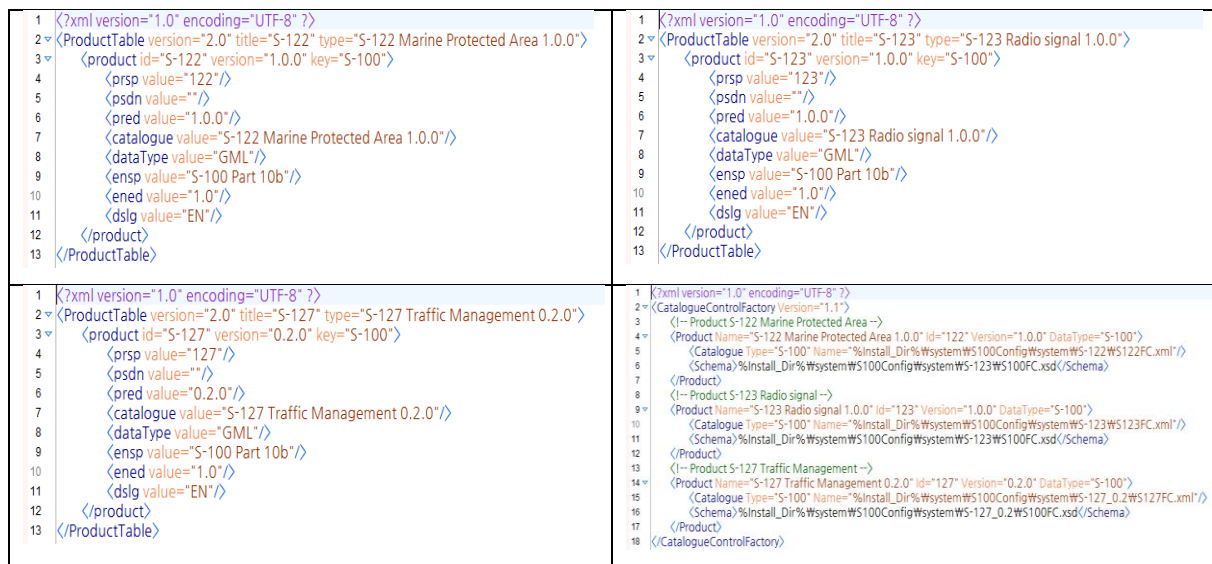 1 <?xml version="1.0" encoding="UTF-8" ?>
2 <ProductTable version="2.0" title="S-122" type="S-122 Marine Protected Area 1.0.0">
3 <product id="S-122" version="1.0.0" key="S-100">
4 <prsp value="122"/>
5 <psdn value=""/>
6 <pred value="1.0.0"/>
7 <catalogue value="S-122 Marine Protected Area 1.0.0"/>
8 <dataType value="GML"/>
9 <ensp value="S-100 Part 10b"/>
10 <ened value="1.0"/>
11 <dslg value="EN"/>
12 </product>
13 </ProductTable>
1 <?xml version="1.0" encoding="UTF-8" ?>
2 <ProductTable version="2.0" title="S-123" type="S-123 Radio signal 1.0.0">
3 <product id="S-123" version="1.0.0" key="S-100">
4 <prsp value="123"/>
5 <psdn value=""/>
6 <pred value="1.0.0"/>
7 <catalogue value="S-123 Radio signal 1.0.0"/>
8 <dataType value="GML"/>
9 <ensp value="S-100 Part 10b"/>
10 <ened value="1.0"/>
11 <dslg value="EN"/>
12 </product>
13 </ProductTable>
1 <?xml version="1.0" encoding="UTF-8" ?>
2 <ProductTable version="2.0" title="S-127" type="S-127 Traffic Management 0.2.0">
3 <product id="S-127" version="0.2.0" key="S-100">
4 <prsp value="127"/>
5 <psdn value=""/>
6 <pred value="0.2.0"/>
7 <catalogue value="S-127 Traffic Management 0.2.0"/>
8 <dataType value="GML"/>
9 <ensp value="S-100 Part 10b"/>
10 <ened value="1.0"/>
11 <dslg value="EN"/>
12 </product>
13 </ProductTable>
1 <?xml version="1.0" encoding="UTF-8" ?>
2 <CatalogueControlFactory Version="1.1">
3 <!-- Product S-122 Marine Protected Area -->
4 <Product Name="S-122 Marine Protected Area 1.0.0" Id="122" Version="1.0.0" DataType="S-100">
5 <Catalogue Type="S-100" Name="%Install_Dir%₩system₩S100Config₩system₩S-122₩S122FC.xml"/>
6 <Schema>%Install_Dir%₩system₩S100Config₩system₩S-123₩S100FC.xsd</Schema>
7 </Product>
8 <!-- Product S-123 Radio signal -->
9 <Product Name="S-123 Radio signal 1.0.0" Id="123" Version="1.0.0" DataType="S-100">
10 <Catalogue Type="S-100" Name="%Install_Dir%₩system₩S100Config₩system₩S-123₩S123FC.xml"/>
11 <Schema>%Install_Dir%₩system₩S100Config₩system₩S-123₩S100FC.xsd</Schema>
12 </Product>
13 <!-- Product S-127 Traffic Management -->
14 <Product Name="S-127 Traffic Management 0.2.0" Id="127" Version="0.2.0" DataType="S-100">
15 <Catalogue Type="S-100" Name="%Install_Dir%₩system₩S100Config₩system₩S-127_0.2₩S127FC.xml"/>
16 <Schema>%Install_Dir%₩system₩S100Config₩system₩S-127_0.2₩S100FC.xsd</Schema>
17 </Product>
18 </CatalogueControlFactory>